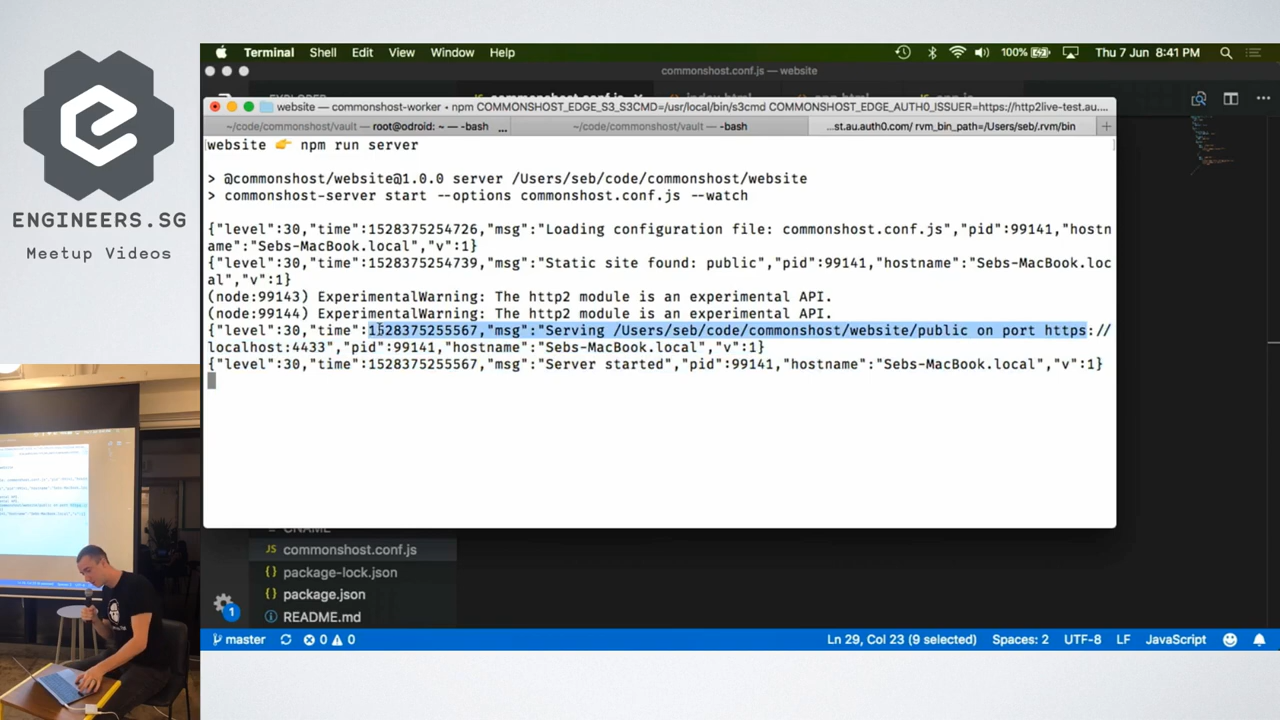 Terminal Shell Edit View Window Help 100% Thu 7 Jun 8:41 PM
commonshost.conf.js — website
website — commonshost-worker • npm COMMONSHOST_EDGE_S3_S3CMD=/usr/local/bin/s3cmd COMMONSHOST_EDGE_AUTH0_ISSUER=https://http2live-test.au....
~/code/commonshost/vault — root@odroid: ~ — -bash ... ~/code/commonshost/vault — -bash ...st.au.auth0.com/ rvm_bin_path=/Users/seb/.rvm/bin
website 👉 npm run server
> @commonshost/website@1.0.0 server /Users/seb/code/commonshost/website
> commonshost-server start --options commonshost.conf.js --watch
{"level":30,"time":1528375254726,"msg":"Loading configuration file: commonshost.conf.js","pid":99141,"hostn
ame":"Sebs-MacBook.local","v":1}
{"level":30,"time":1528375254739,"msg":"Static site found: public","pid":99141,"hostname":"Sebs-MacBook.loc
al","v":1}
(node:99143) ExperimentalWarning: The http2 module is an experimental API.
(node:99144) ExperimentalWarning: The http2 module is an experimental API.
{"level":30,"time":1528375255567,"msg":"Serving /Users/seb/code/commonshost/website/public on port https://
localhost:4433","pid":99141,"hostname":"Sebs-MacBook.local","v":1}
{"level":30,"time":1528375255567,"msg":"Server started","pid":99141,"hostname":"Sebs-MacBook.local","v":1}
CNAME
JS commonshost.conf.js
{} package-lock.json
{} package.json
README.md
1
master 0 0 Ln 29, Col 23 (9 selected) Spaces: 2 UTF-8 LF JavaScript
ENGINEERS.SG
Meetup Videos